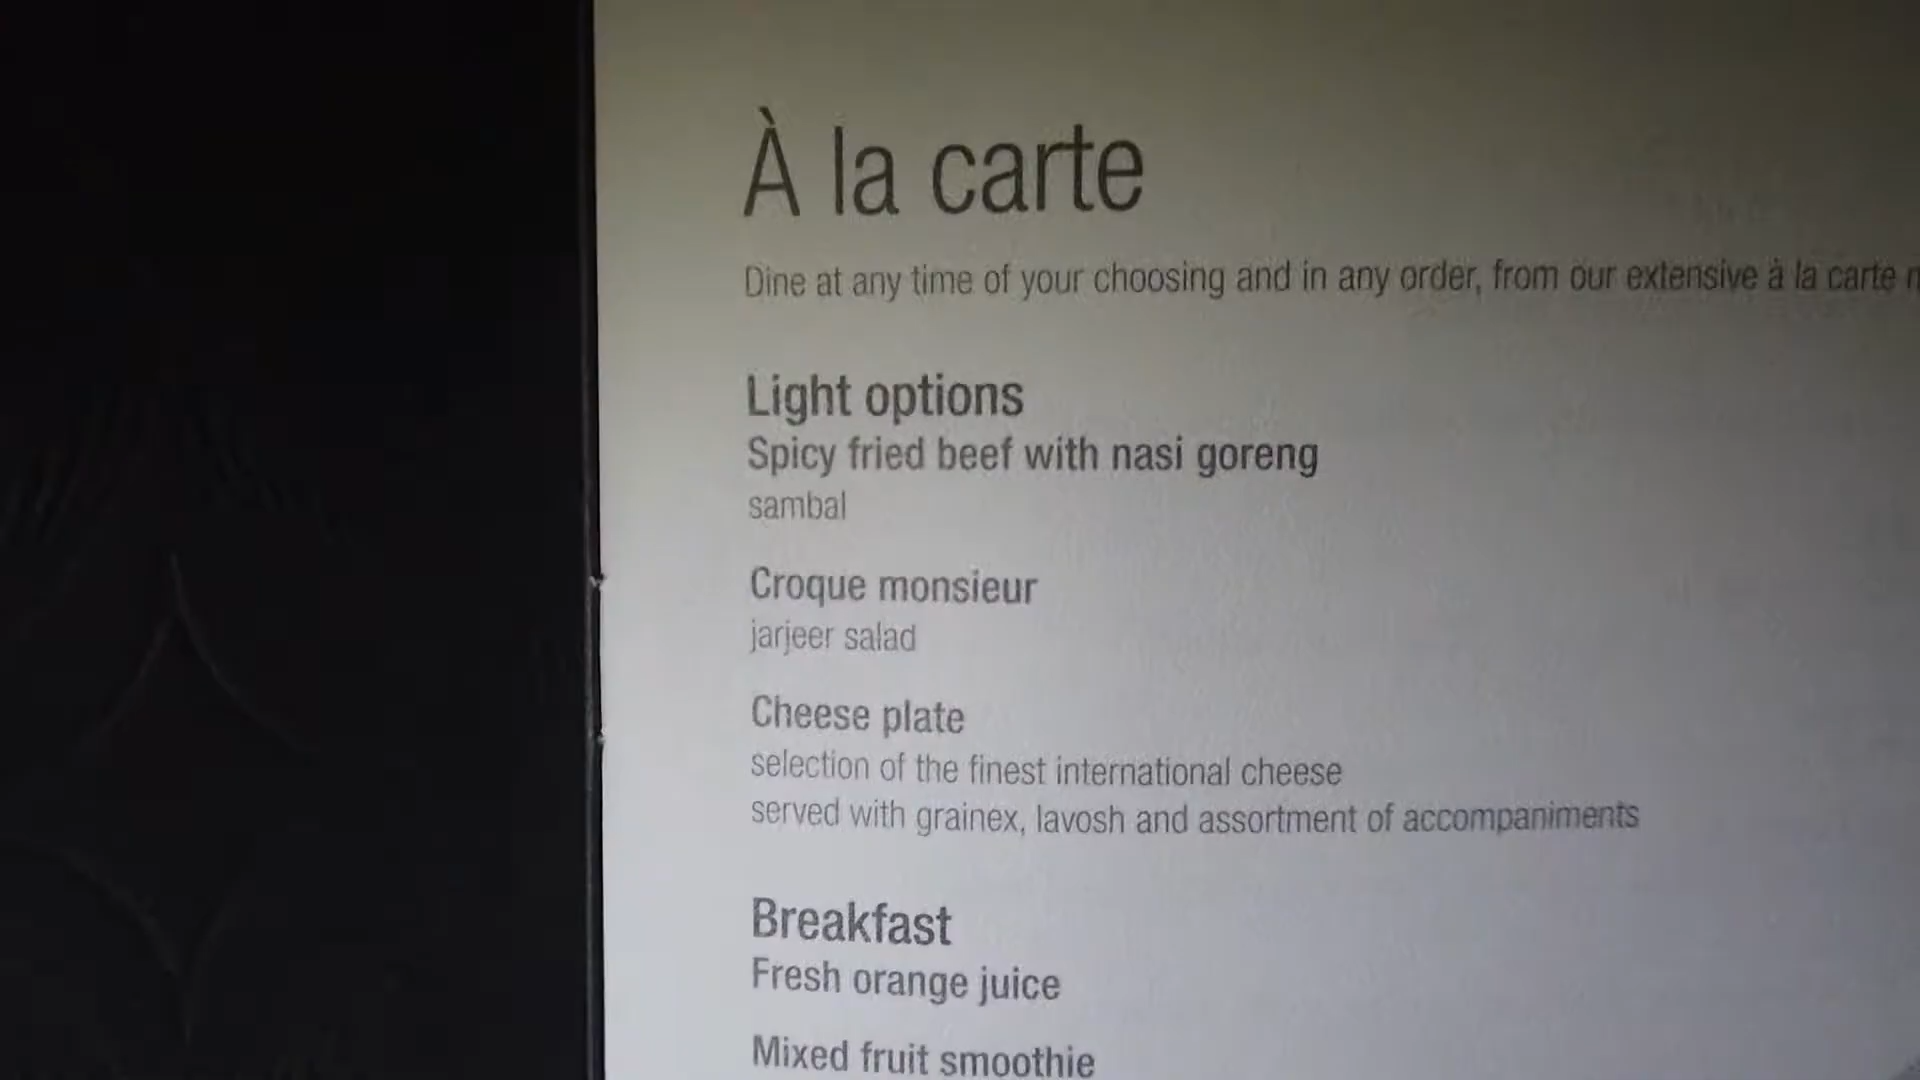 À la carte
Dine at any time of your choosing and in any order, from our extensive à la carte
Light options
Spicy fried beef with nasi goreng
sambal
Croque monsieur
jarjeer salad
Cheese plate
selection of the finest international cheese
served with grainex, lavosh and assortment of accompaniments
Breakfast
Fresh orange juice
Mixed fruit smoothie